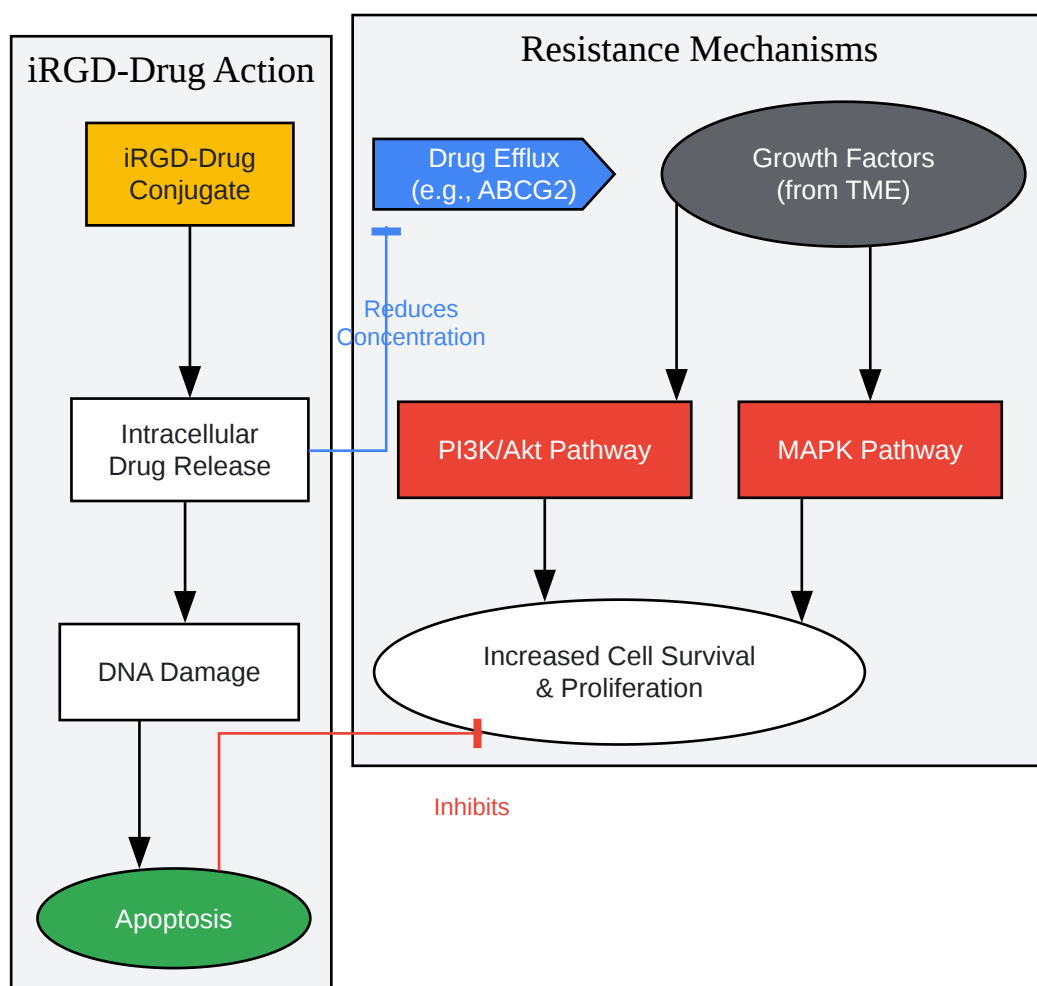 iRGD-Drug Action
iRGD-Drug
Conjugate
Intracellular
Drug Release
DNA Damage
Apoptosis
Resistance Mechanisms
Drug Efflux
(e.g., ABCG2)
Growth Factors
(from TME)
Reduces
Concentration
PI3K/Akt Pathway
MAPK Pathway
Increased Cell Survival
& Proliferation
Inhibits